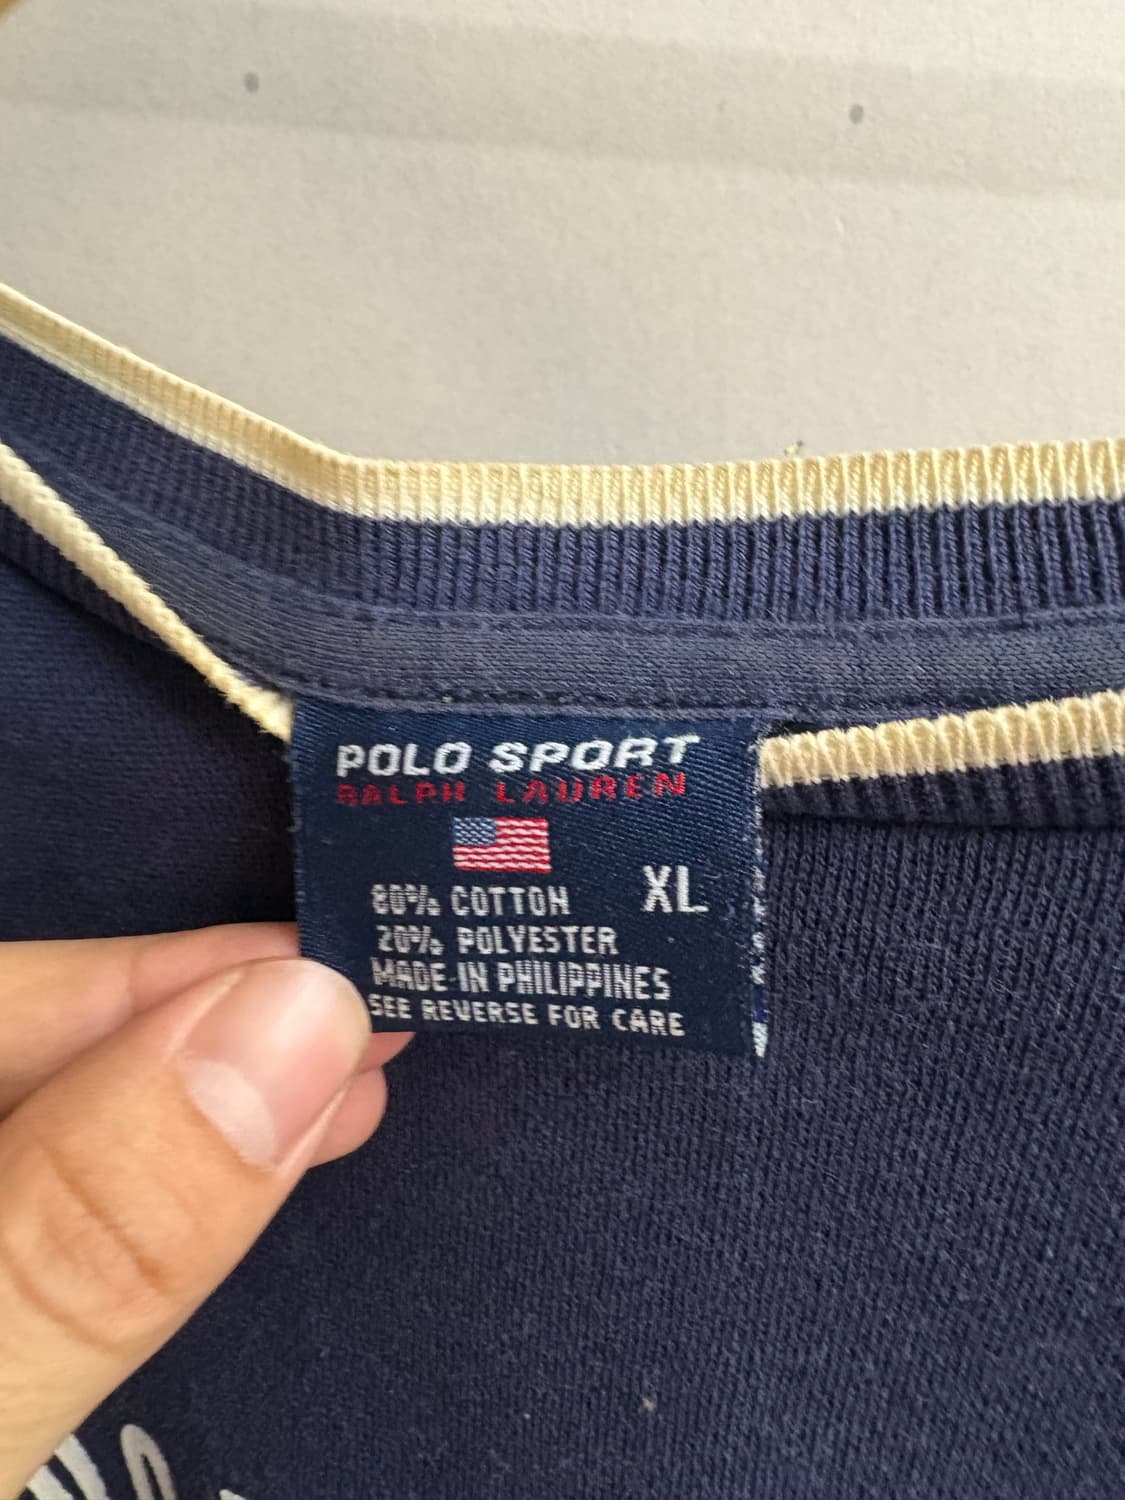 POLO SPORT
RALPH LAUREN
XL
80% COTTON
20% POLYESTER
MADE IN PHILIPPINES
SEE REVERSE FOR CARE